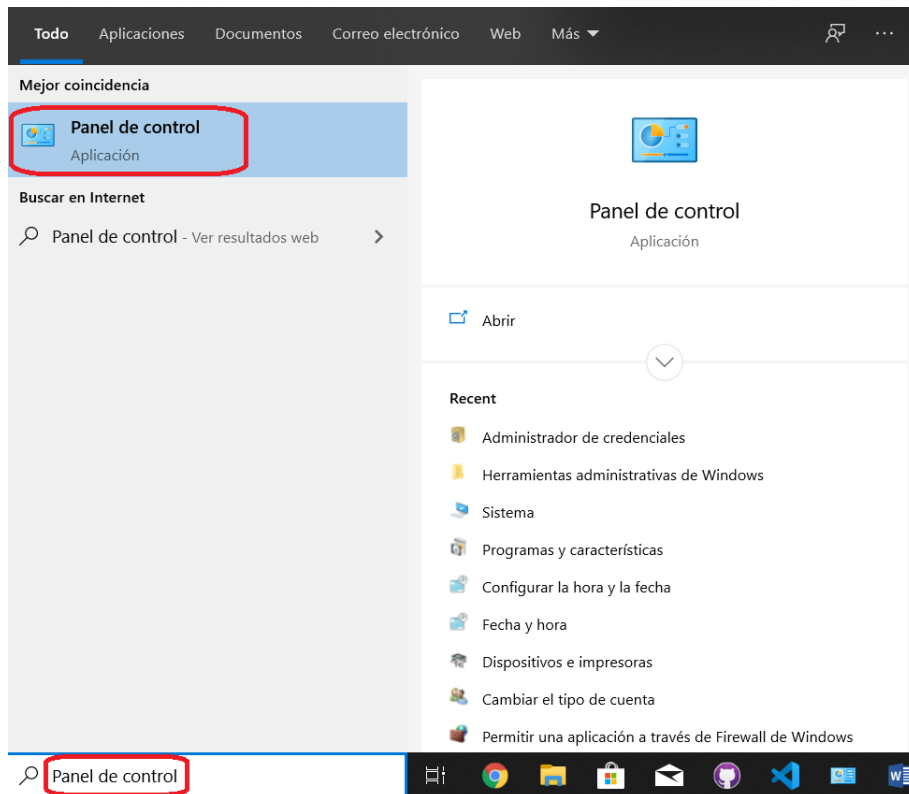 Todo Aplicaciones Documentos Correo electrónico Web Más
Mejor coincidencia
Panel de control
Aplicación
Buscar en Internet
Panel de control - Ver resultados web
Panel de control
Aplicación
Abrir
Recent
Administrador de credenciales
Herramientas administrativas de Windows
Sistema
Programas y características
Configurar la hora y la fecha
Fecha y hora
Dispositivos e impresoras
Cambiar el tipo de cuenta
Permitir una aplicación a través de Firewall de Windows
Panel de control